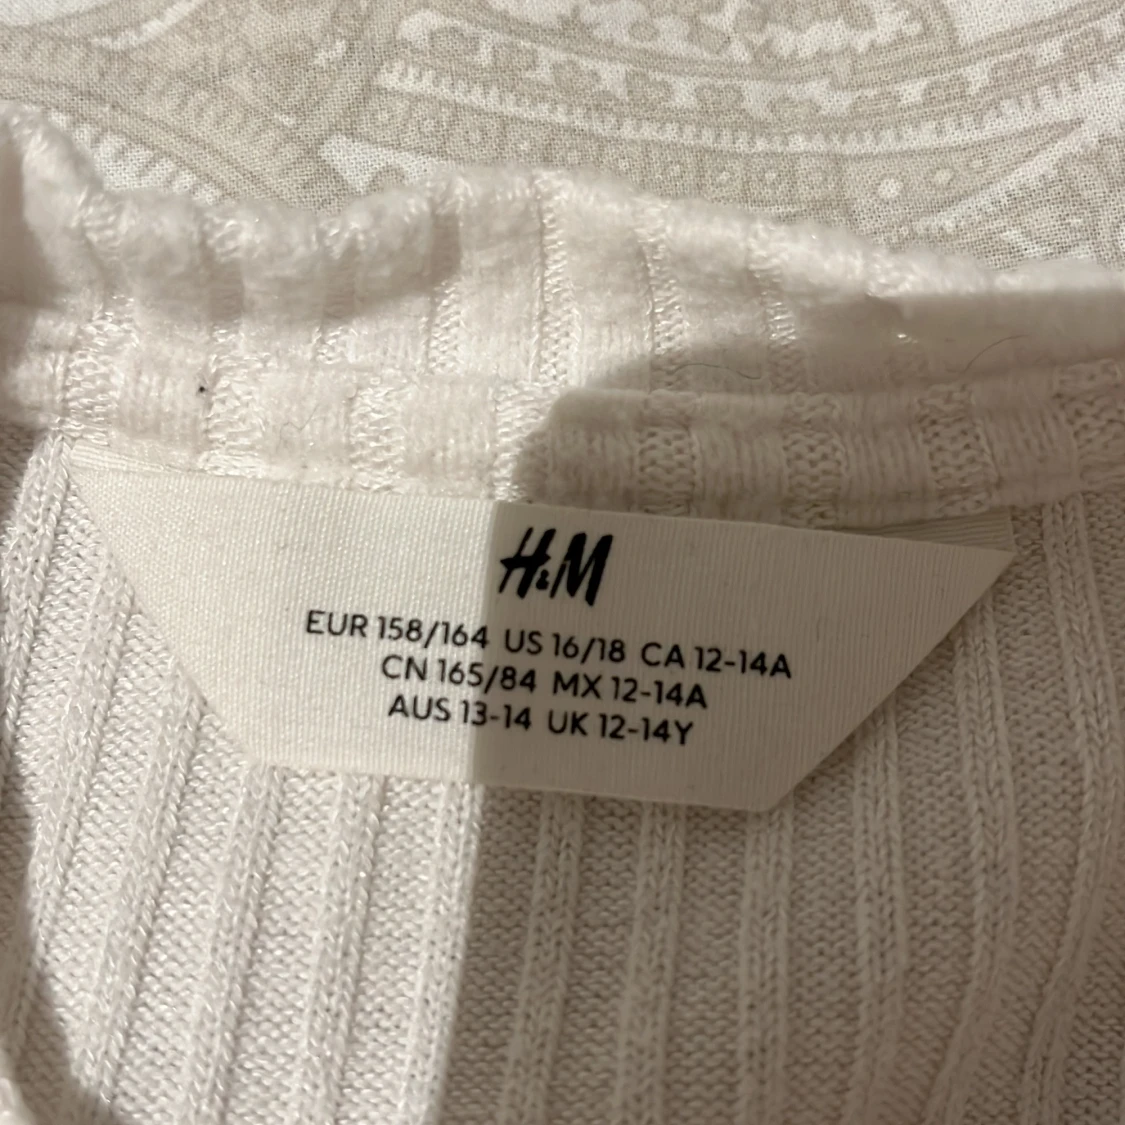 H&M
EUR 158/164 US 16/18 CA 12-14A
CN 165/84 MX 12-14A
AUS 13-14 UK 12-14Y